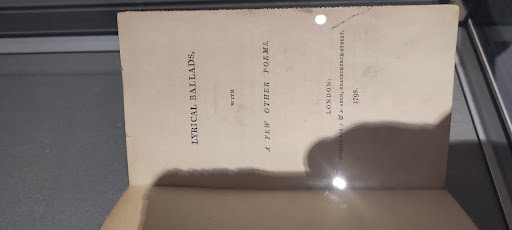 LYRICAL BALLADS,
WITH
A FEW OTHER POEMS.
LONDON:
J. & A. ARCH, GRACECHURCH-STREET.
1798.